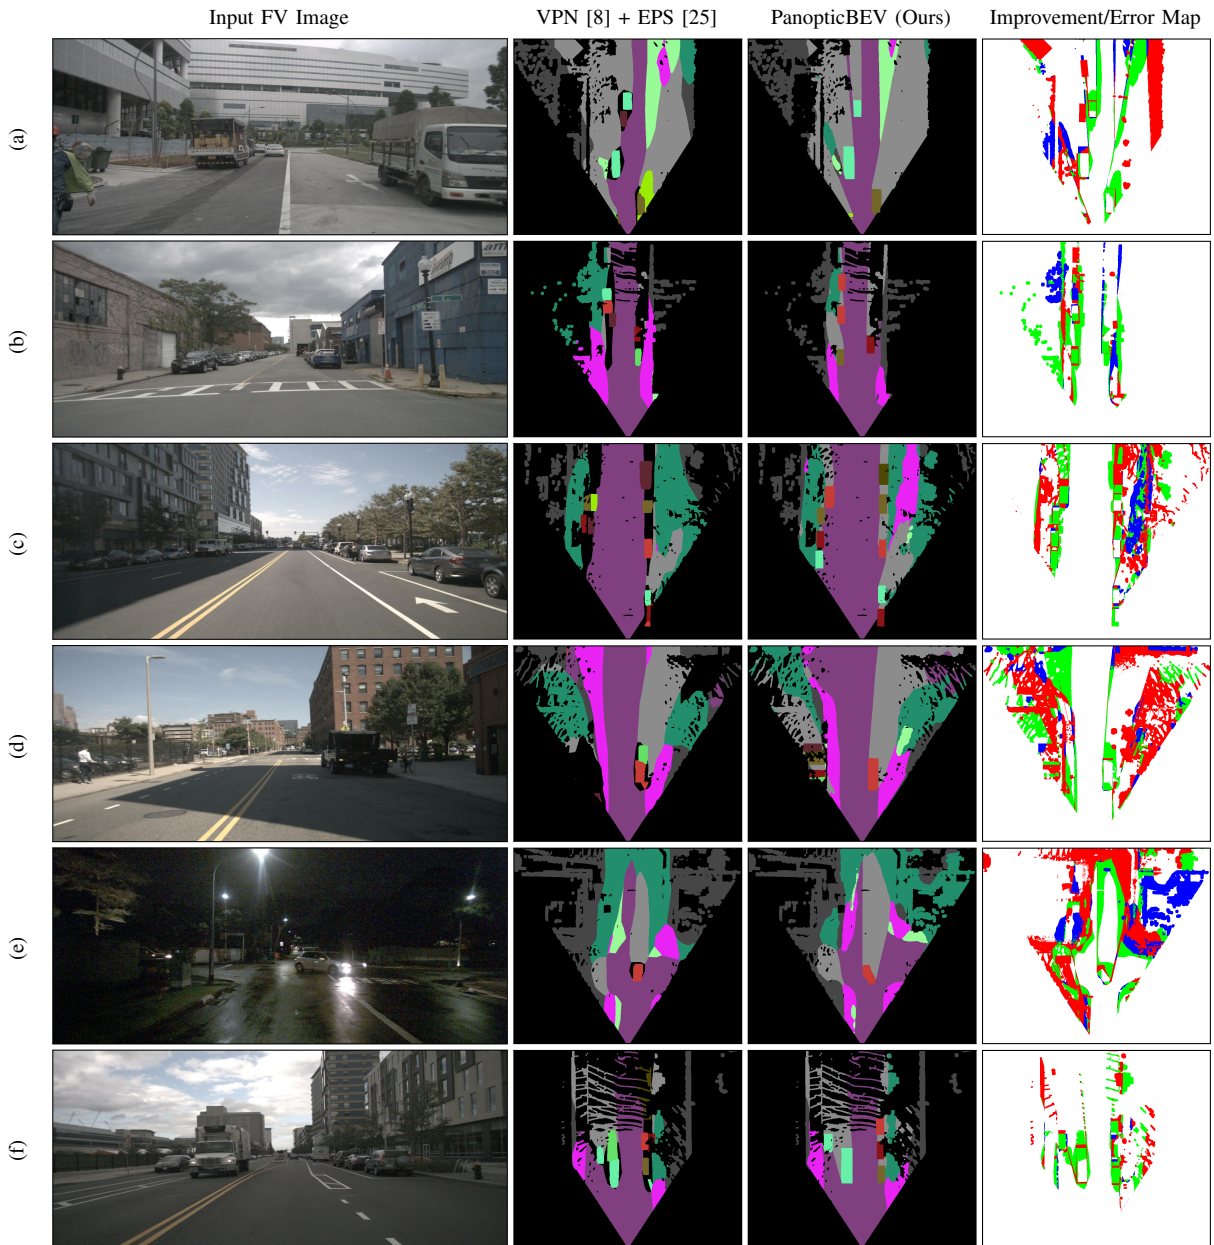 Input FV Image VPN [8] + EPS [25] PanopticBEV (Ours) Improvement/Error Map
(a)
(b)
(c)
(d)
(e)
(f)